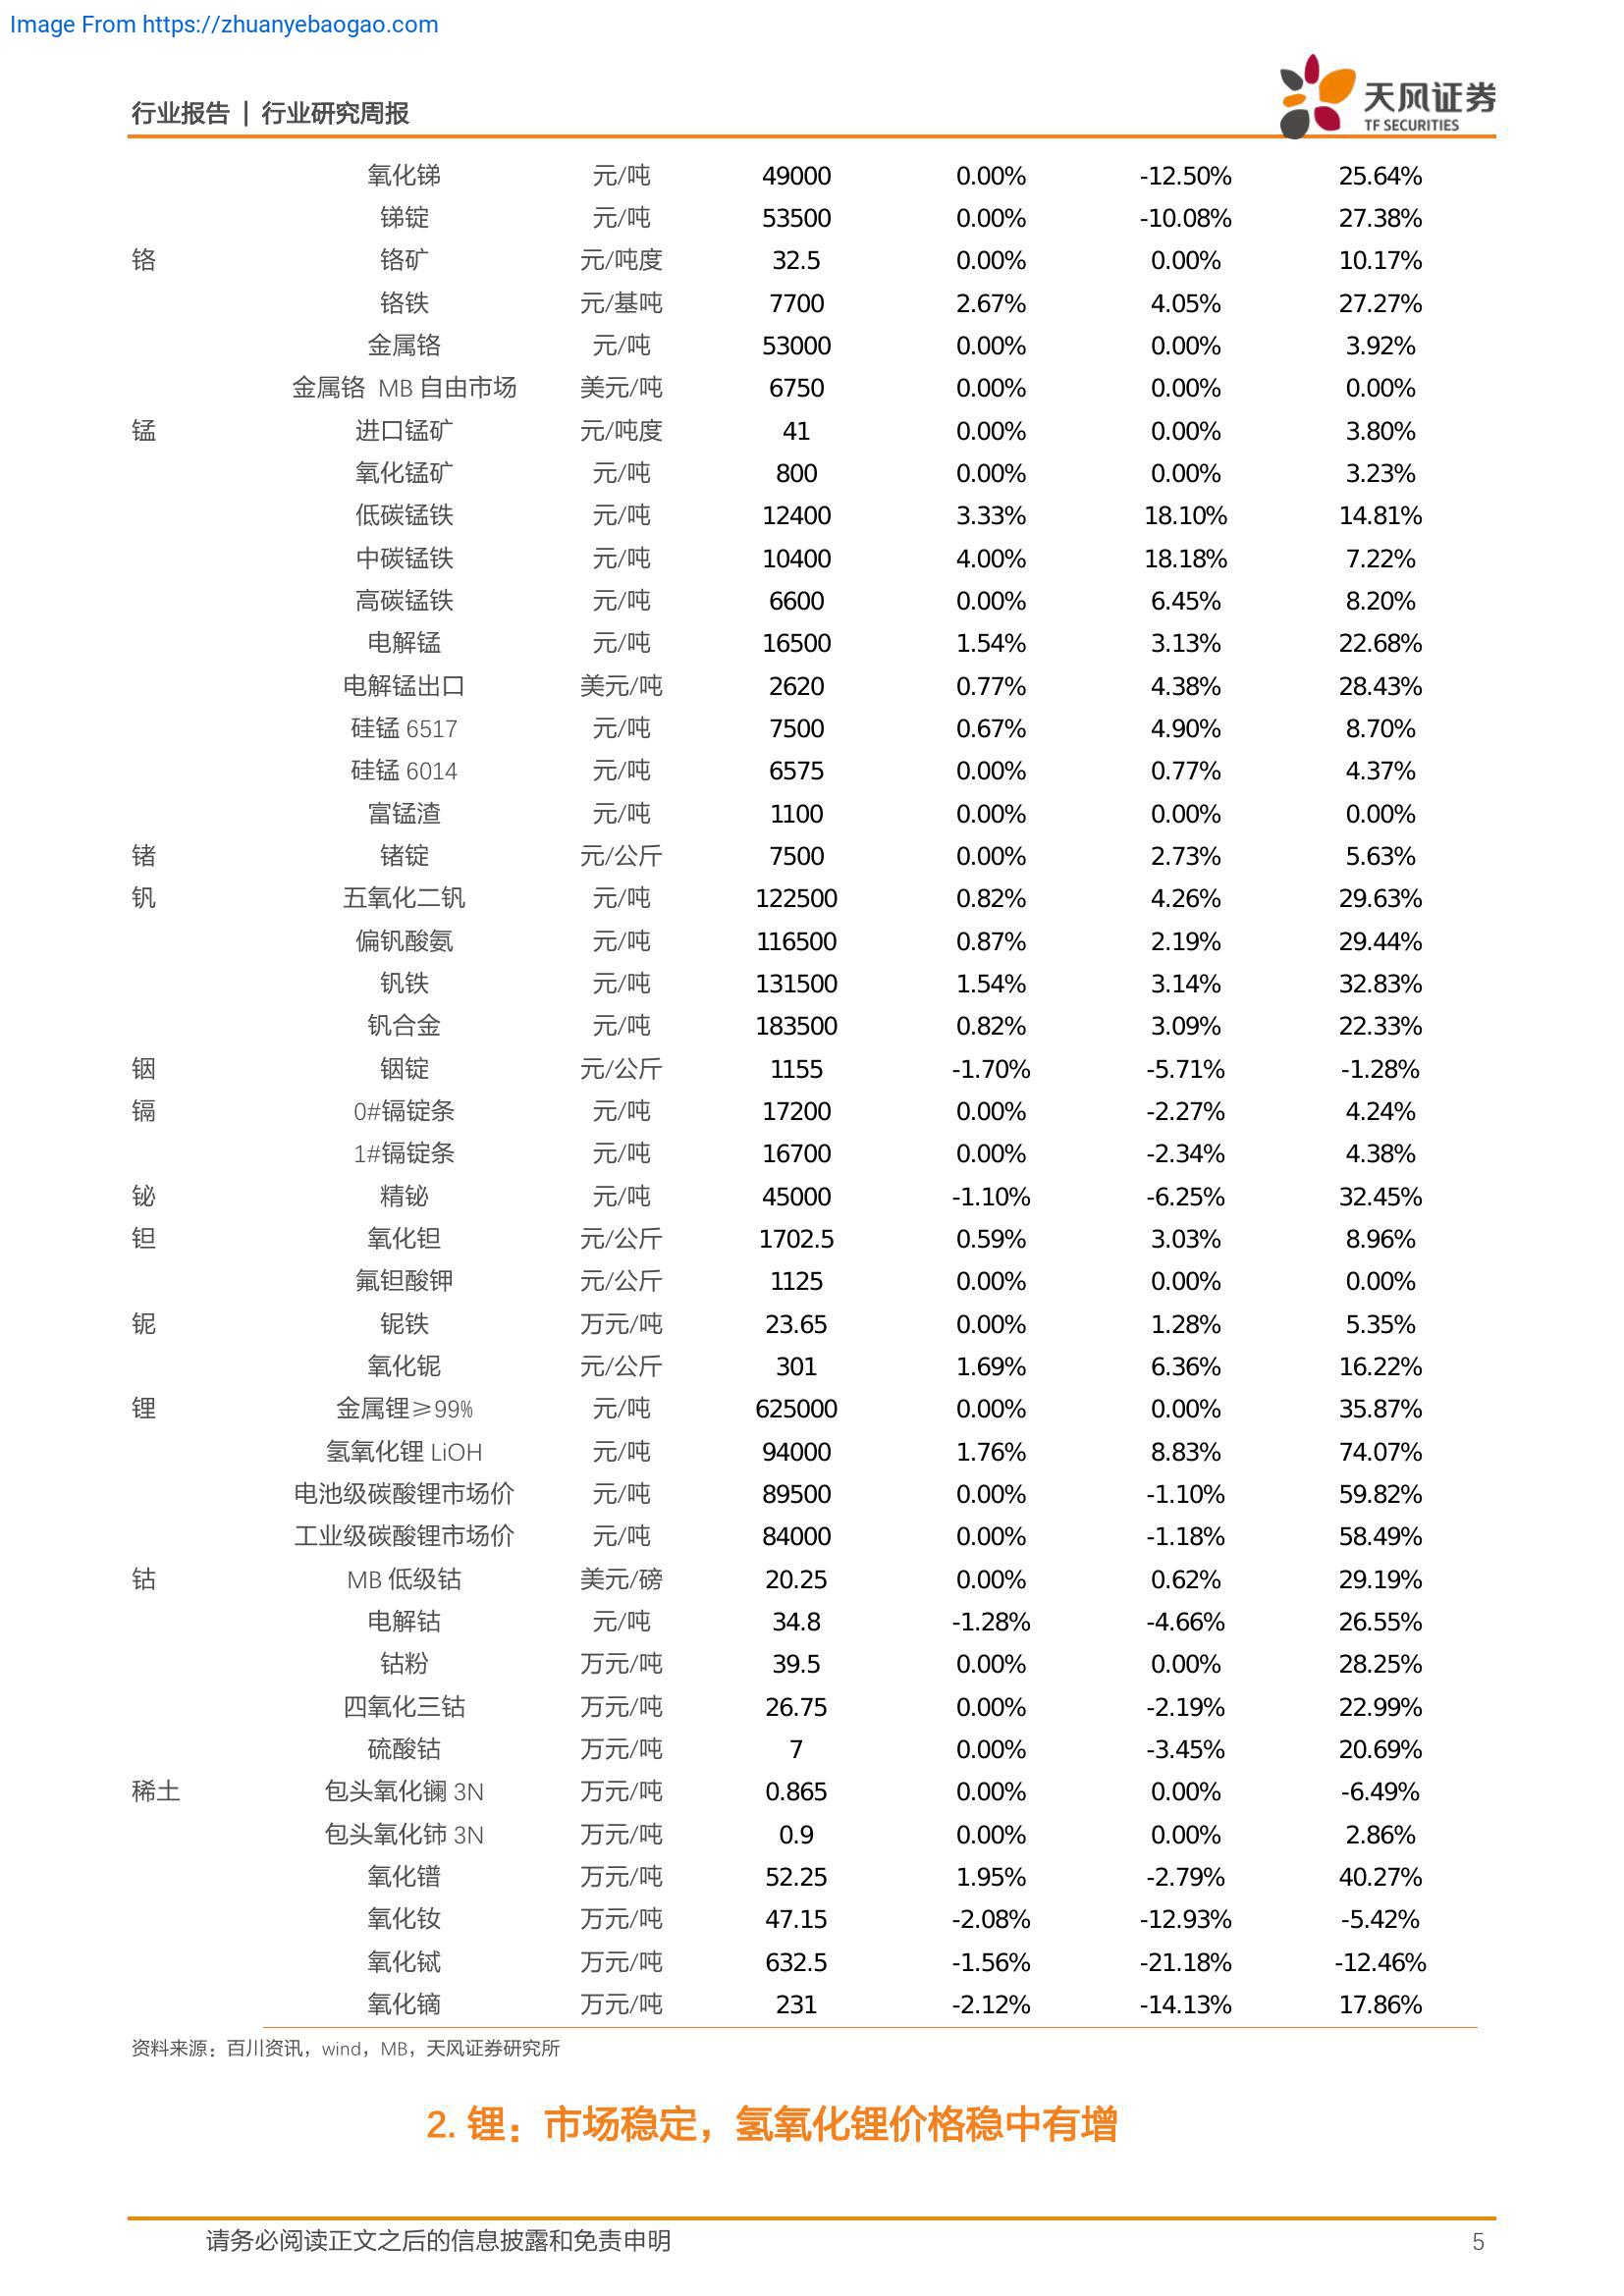 Image From https://zhuanyebaogao.com
天风证券
TF SECURITIES
行业报告 | 行业研究周报
氧化锑 元/吨 49000 0.00% -12.50% 25.64%
锑锭 元/吨 53500 0.00% -10.08% 27.38%
铬 铬矿 元/吨度 32.5 0.00% 0.00% 10.17%
铬铁 元/基吨 7700 2.67% 4.05% 27.27%
金属铬 元/吨 53000 0.00% 0.00% 3.92%
金属铬 MB 自由市场 美元/吨 6750 0.00% 0.00% 0.00%
锰 进口锰矿 元/吨度 41 0.00% 0.00% 3.80%
氧化锰矿 元/吨 800 0.00% 0.00% 3.23%
低碳锰铁 元/吨 12400 3.33% 18.10% 14.81%
中碳锰铁 元/吨 10400 4.00% 18.18% 7.22%
高碳锰铁 元/吨 6600 0.00% 6.45% 8.20%
电解锰 元/吨 16500 1.54% 3.13% 22.68%
电解锰出口 美元/吨 2620 0.77% 4.38% 28.43%
硅锰 6517 元/吨 7500 0.67% 4.90% 8.70%
硅锰 6014 元/吨 6575 0.00% 0.77% 4.37%
富锰渣 元/吨 1100 0.00% 0.00% 0.00%
锗 锗锭 元/公斤 7500 0.00% 2.73% 5.63%
钒 五氧化二钒 元/吨 122500 0.82% 4.26% 29.63%
偏钒酸氨 元/吨 116500 0.87% 2.19% 29.44%
钒铁 元/吨 131500 1.54% 3.14% 32.83%
钒合金 元/吨 183500 0.82% 3.09% 22.33%
铟 铟锭 元/公斤 1155 -1.70% -5.71% -1.28%
镉 0#镉锭条 元/吨 17200 0.00% -2.27% 4.24%
1#镉锭条 元/吨 16700 0.00% -2.34% 4.38%
铋 精铋 元/吨 45000 -1.10% -6.25% 32.45%
钽 氧化钽 元/公斤 1702.5 0.59% 3.03% 8.96%
氟钽酸钾 元/公斤 1125 0.00% 0.00% 0.00%
铌 铌铁 万元/吨 23.65 0.00% 1.28% 5.35%
氧化铌 元/公斤 301 1.69% 6.36% 16.22%
锂 金属锂≥99% 元/吨 625000 0.00% 0.00% 35.87%
氢氧化锂 LiOH 元/吨 94000 1.76% 8.83% 74.07%
电池级碳酸锂市场价 元/吨 89500 0.00% -1.10% 59.82%
工业级碳酸锂市场价 元/吨 84000 0.00% -1.18% 58.49%
钴 MB 低级钴 美元/磅 20.25 0.00% 0.62% 29.19%
电解钴 元/吨 34.8 -1.28% -4.66% 26.55%
钴粉 万元/吨 39.5 0.00% 0.00% 28.25%
四氧化三钴 万元/吨 26.75 0.00% -2.19% 22.99%
硫酸钴 万元/吨 7 0.00% -3.45% 20.69%
稀土 包头氧化镧 3N 万元/吨 0.865 0.00% 0.00% -6.49%
包头氧化铈 3N 万元/吨 0.9 0.00% 0.00% 2.86%
氧化镨 万元/吨 52.25 1.95% -2.79% 40.27%
氧化钕 万元/吨 47.15 -2.08% -12.93% -5.42%
氧化铽 万元/吨 632.5 -1.56% -21.18% -12.46%
氧化镝 万元/吨 231 -2.12% -14.13% 17.86%
资料来源：百川资讯，wind，MB，天风证券研究所
2. 锂：市场稳定，氢氧化锂价格稳中有增
请务必阅读正文之后的信息披露和免责申明 5